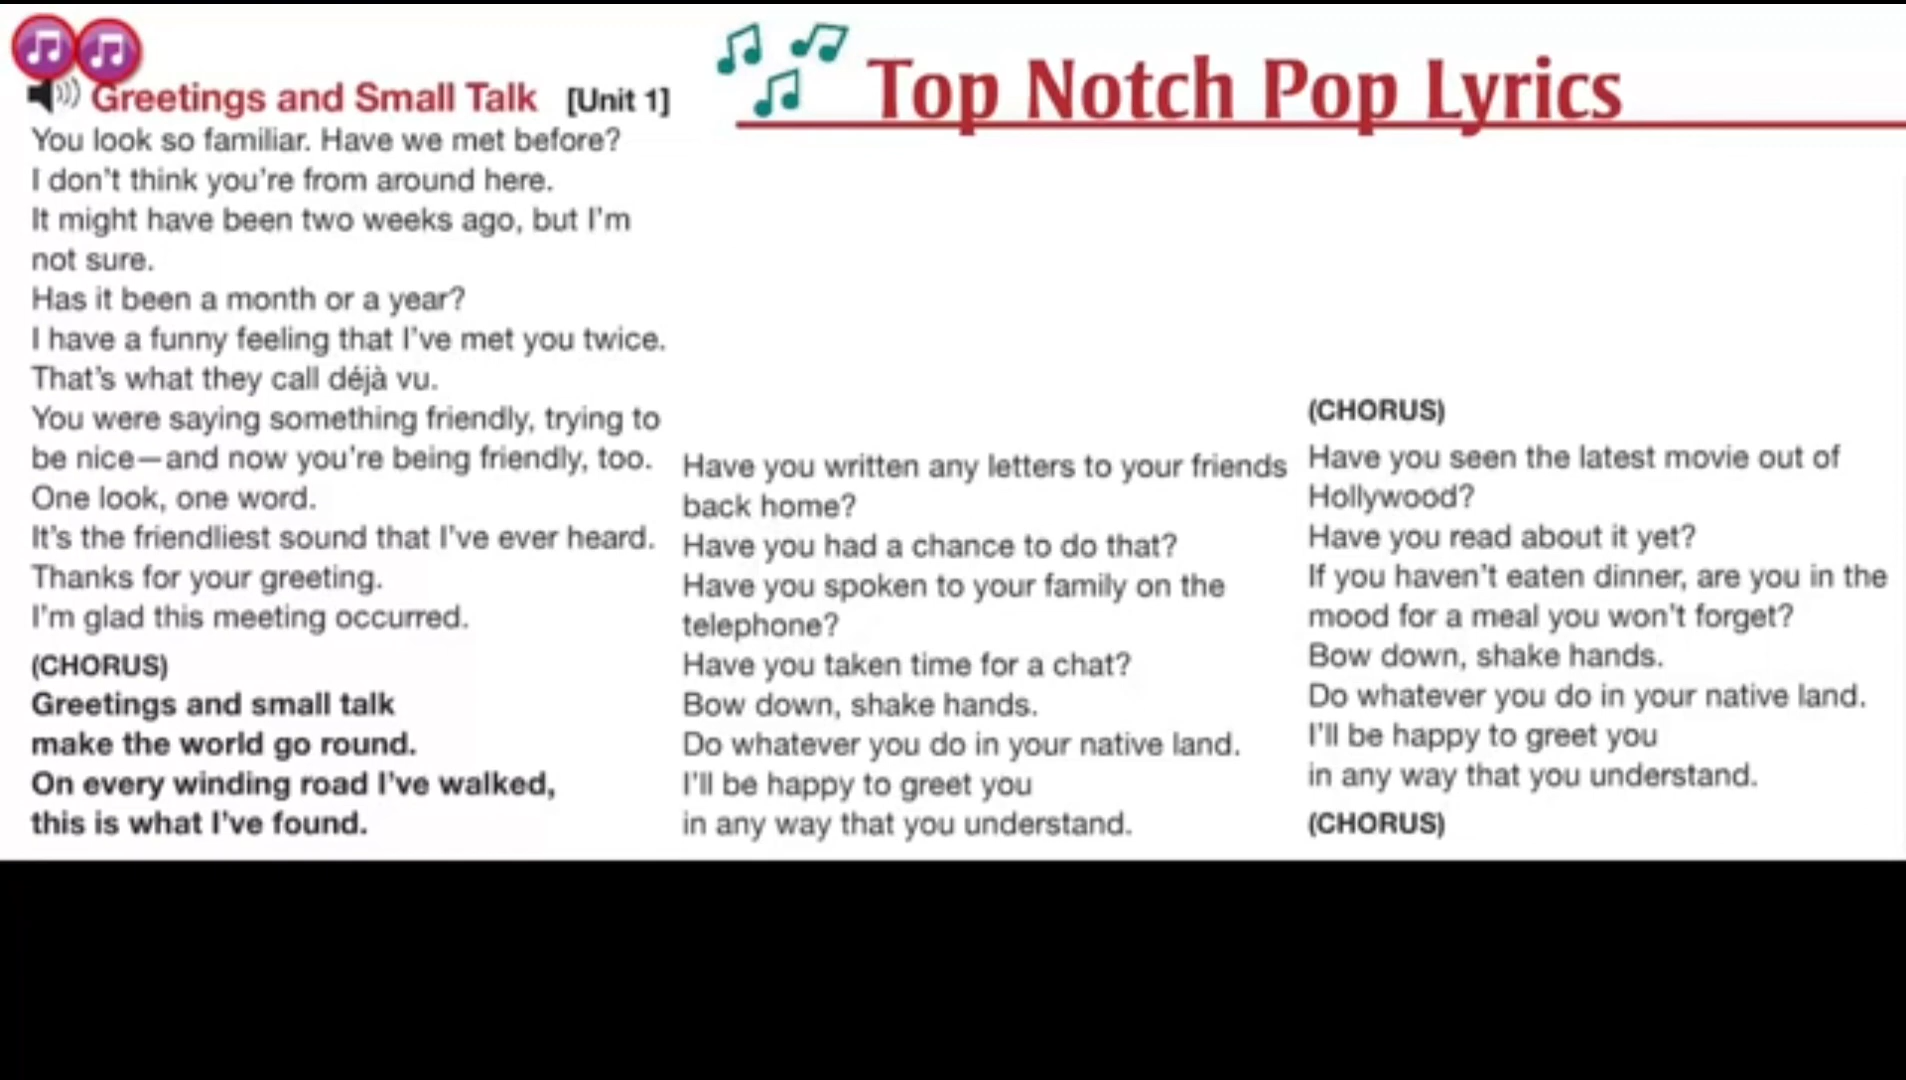 Greetings and Small Talk [Unit 1]
You look so familiar. Have we met before?
I don't think you're from around here.
It might have been two weeks ago, but I'm
not sure.
Has it been a month or a year?
I have a funny feeling that I've met you twice.
That's what they call déjà vu.
You were saying something friendly, trying to
be nice—and now you're being friendly, too.
One look, one word.
It's the friendliest sound that I've ever heard.
Thanks for your greeting.
I'm glad this meeting occurred.
(CHORUS)
Greetings and small talk
make the world go round.
On every winding road I've walked,
this is what I've found.
Top Notch Pop Lyrics
Have you written any letters to your friends
back home?
Have you had a chance to do that?
Have you spoken to your family on the
telephone?
Have you taken time for a chat?
Bow down, shake hands.
Do whatever you do in your native land.
I'll be happy to greet you
in any way that you understand.
(CHORUS)
Have you seen the latest movie out of
Hollywood?
Have you read about it yet?
If you haven't eaten dinner, are you in the
mood for a meal you won't forget?
Bow down, shake hands.
Do whatever you do in your native land.
I'll be happy to greet you
in any way that you understand.
(CHORUS)